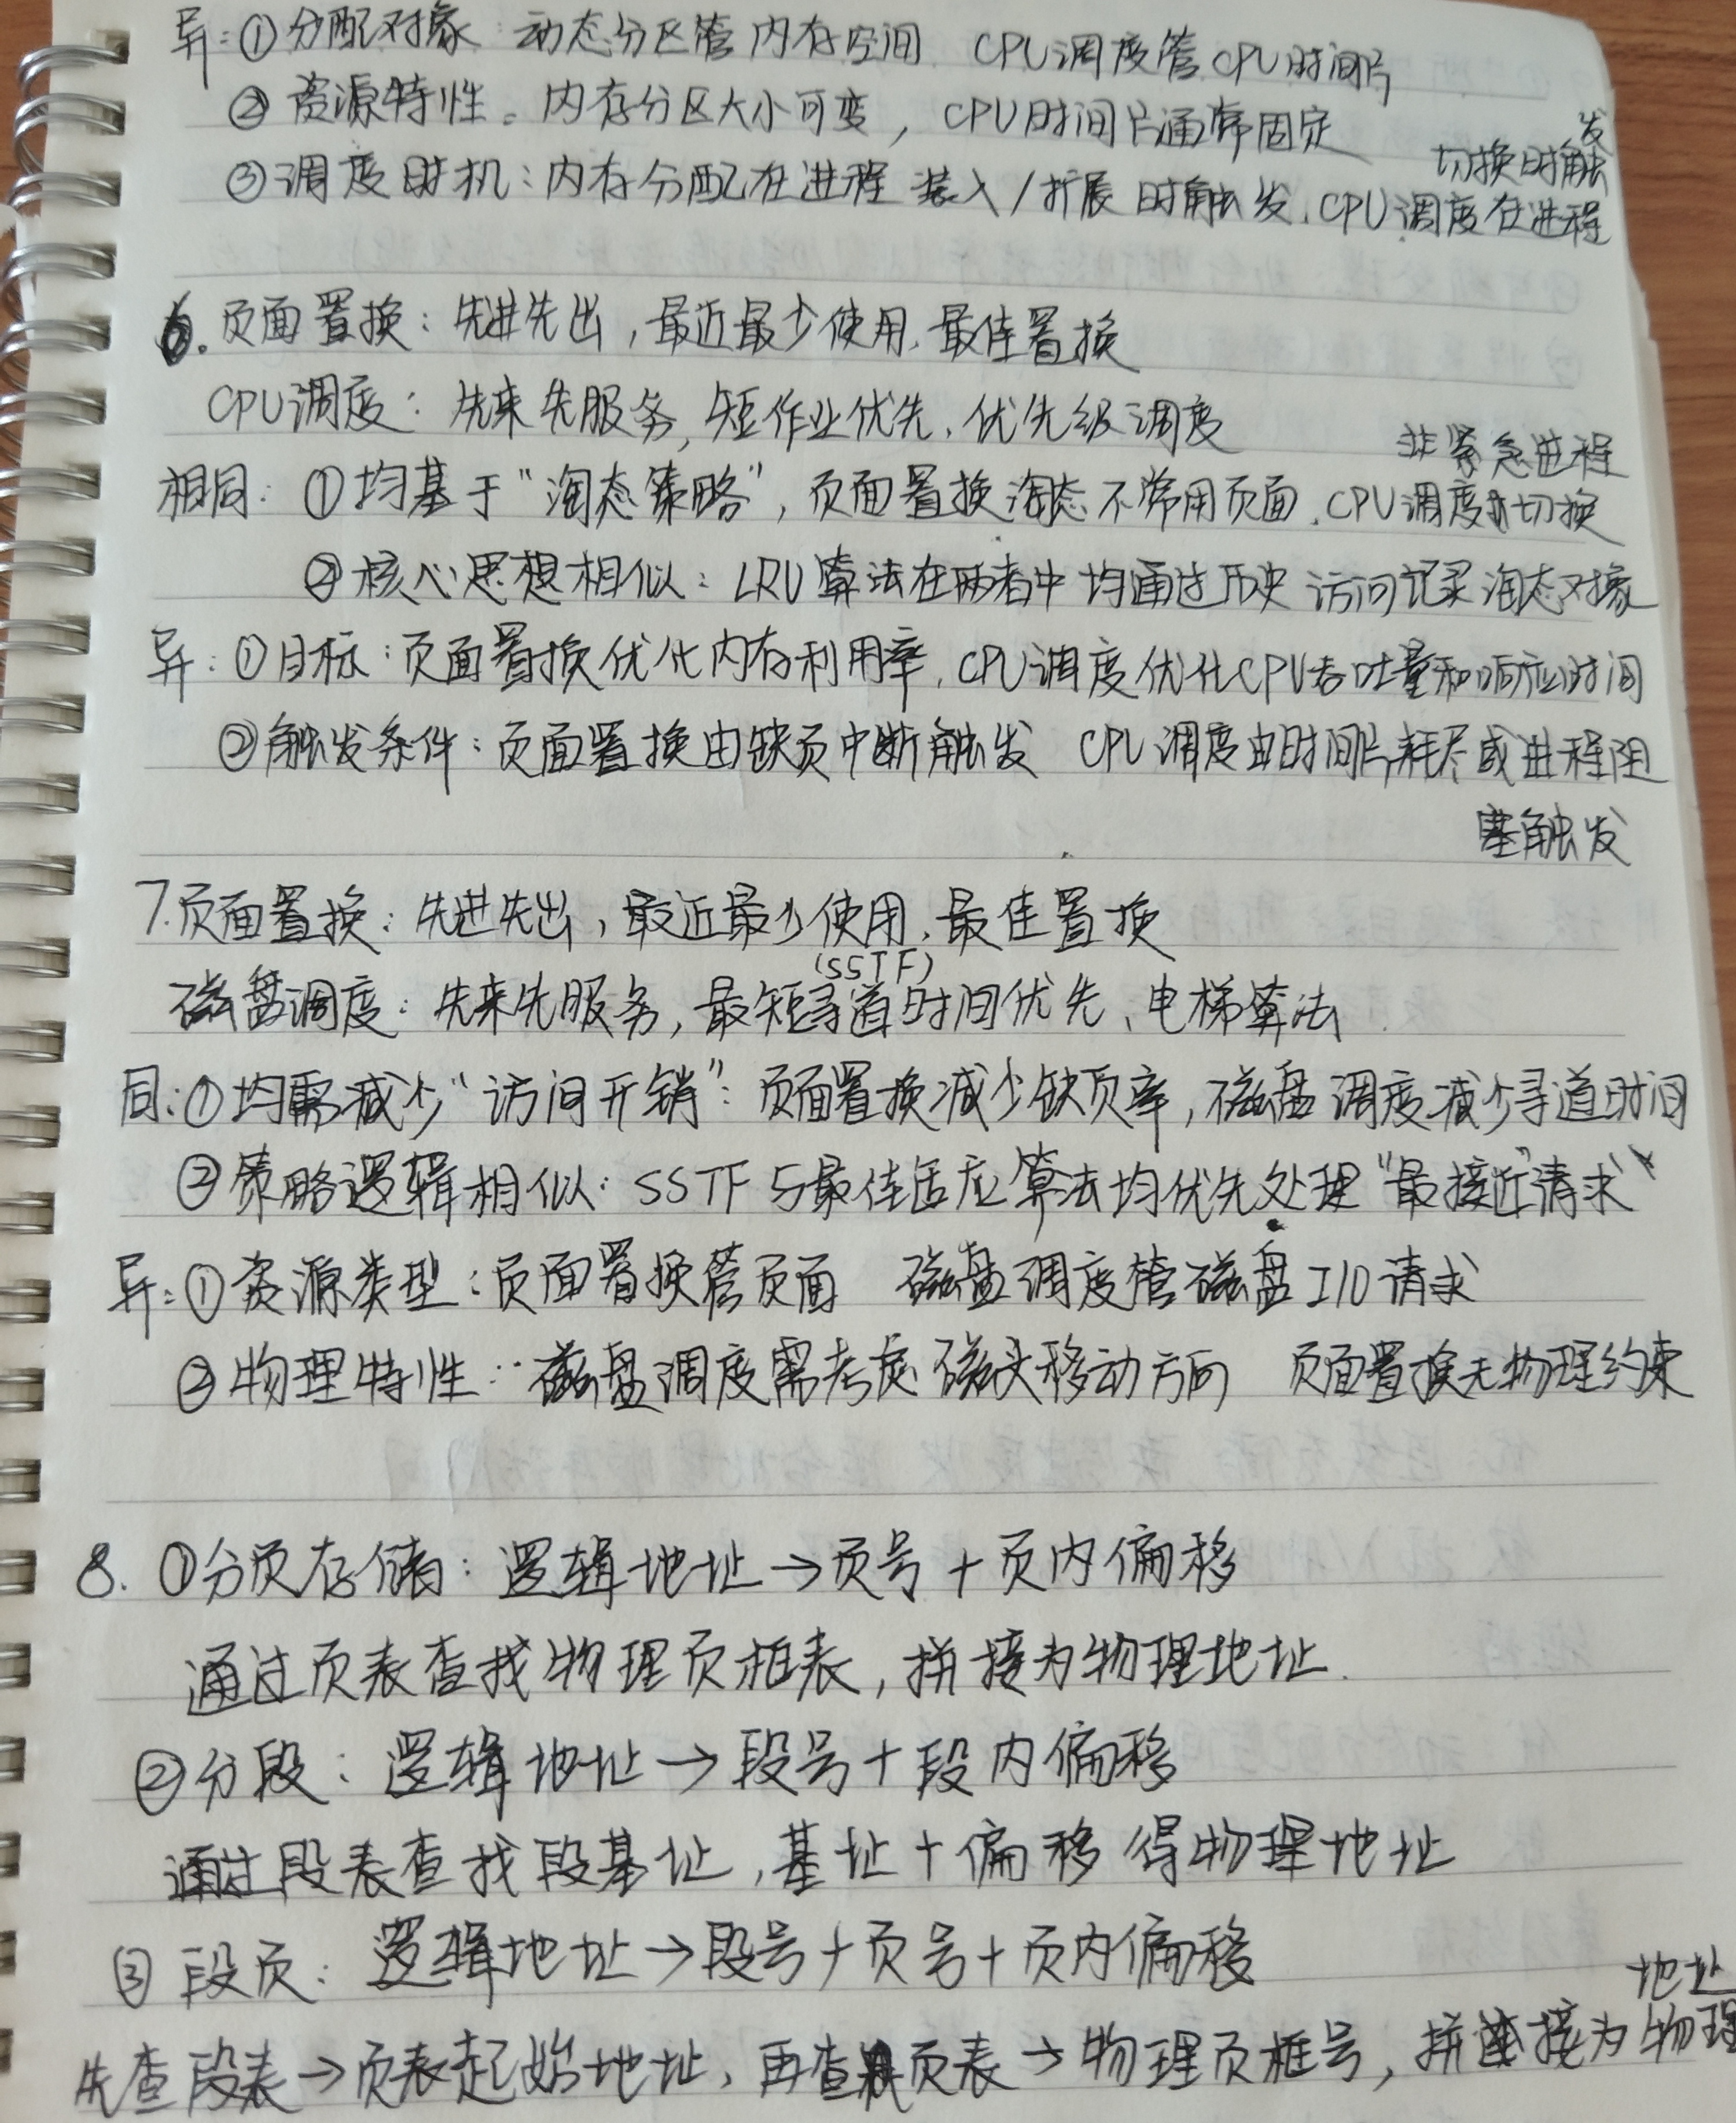 异:①分配对象 动态分区管内存空间 CPU调度管CPU时间片
②资源特性。内存分区大小可变,CPU时间片通常固定
③调度时机:内存分配在进程装入/扩展时触发,CPU调度在进程
切换时触发
6.页面置换:先进先出,最近最少使用,最佳置换
CPU调度:先来先服务,短作业优先,优先级调度
相同:①均基于“淘态策略”,页面置换淘态不常用页面,CPU调度切换
非紧急进程
②核心思想相似:LRU算法在两者中均通过历史访问记录淘态对象
异:①目标:页面置换优化内存利用率,CPU调度优化CPU吞吐量和响应时间
②触发条件:页面置换由缺页中断触发 CPU调度由时间片耗尽或进程阻
塞触发
7.页面置换:先进先出,最近最少使用,最佳置换
(SSTF)
磁盘调度:先来先服务,最短寻道时间优先、电梯算法
同:①均需减少“访问开销”:页面置换减少缺页率,磁盘调度减少寻道时间
②策略逻辑相似:SSTF与最佳适应算法均优先处理“最接近”请求
异:①资源类型:页面置换管页面 磁盘调度管磁盘I/O请求
②物理特性:磁盘调度需考虑磁头移动方向 页面置换无物理约束
8.①分页存储:逻辑地址→页号+页内偏移
通过页表查找物理页框表,拼接为物理地址.
②分段:逻辑地址→段号+段内偏移
通过段表查找段基址,基址+偏移得物理地址
③段页:逻辑地址→段号+页号+页内偏移
先查段表→页表起始地址,再查页表→物理页框号,拼接为物理
地址